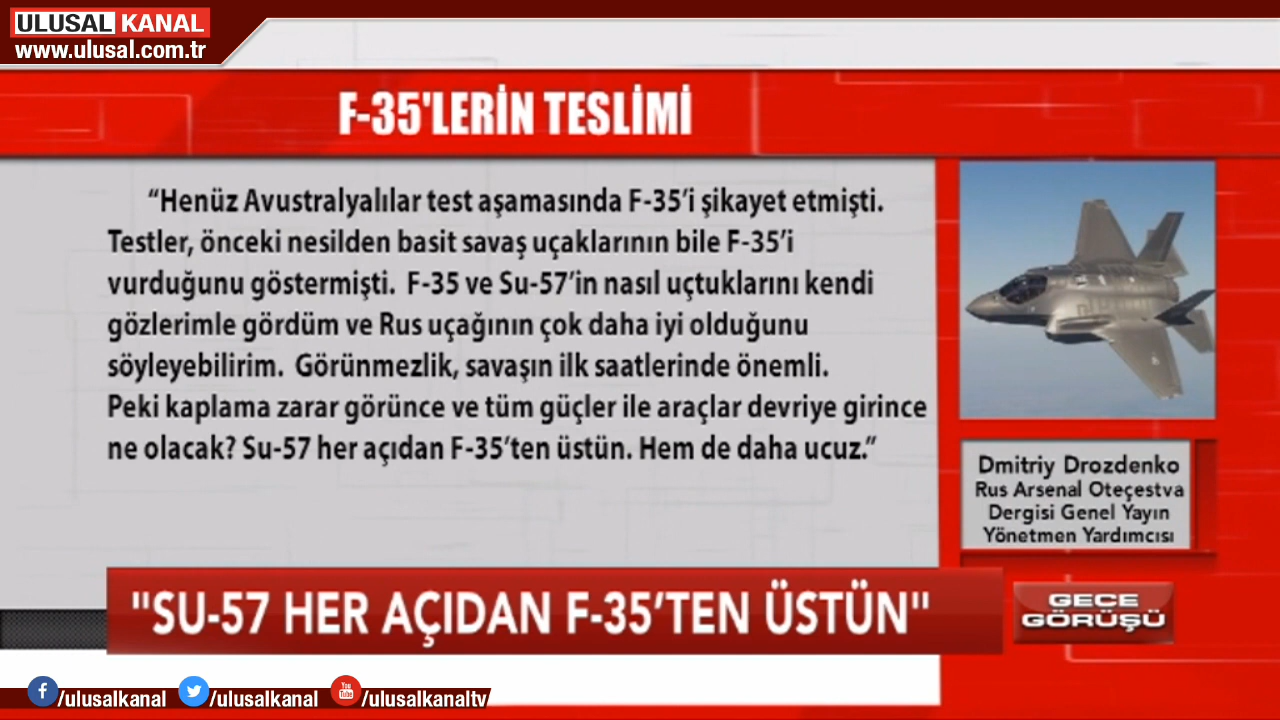 ULUSAL KANAL
www.ulusal.com.tr
F-35'LERİN TESLİMİ
“Henüz Avustralyalılar test aşamasında F-35’i şikayet etmişti.
Testler, önceki nesilden basit savaş uçaklarının bile F-35’i
vurduğunu göstermişti. F-35 ve Su-57’in nasıl uçtuklarını kendi
gözlerimle gördüm ve Rus uçağının çok daha iyi olduğunu
söyleyebilirim. Görünmezlik, savaşın ilk saatlerinde önemli.
Peki kaplama zarar görünce ve tüm güçler ile araçlar devriye girince
ne olacak? Su-57 her açıdan F-35’ten üstün. Hem de daha ucuz.”
Dmitriy Drozdenko
Rus Arsenal Oteçestva
Dergisi Genel Yayın
Yönetmen Yardımcısı
"SU-57 HER AÇIDAN F-35’TEN ÜSTÜN"
GECE
GÖRÜŞÜ
/ulusalkanal /ulusalkanal You Tube /ulusalkanaltv